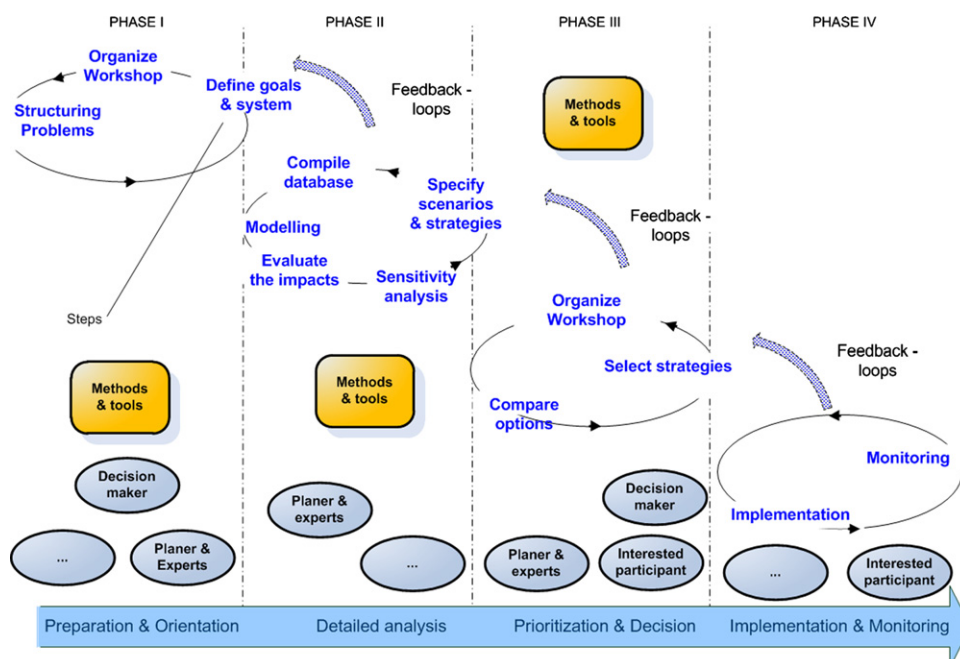 PHASE I
PHASE II
PHASE III
PHASE IV
Organize
Workshop
Structuring
Problems
Define goals
& system
Steps
Methods
& tools
Decision
maker
...
Planer &
Experts
Feedback -
loops
Compile
database
Specify
scenarios
& strategies
Modelling
Evaluate
the impacts
Sensitivity
analysis
Methods
& tools
Planer &
experts
...
Methods
& tools
Feedback -
loops
Organize
Workshop
Select strategies
Compare
options
Decision
maker
Planer &
experts
Interested
participant
Feedback -
loops
Monitoring
Implementation
...
Interested
participant
Preparation & Orientation
Detailed analysis
Prioritization & Decision
Implementation & Monitoring